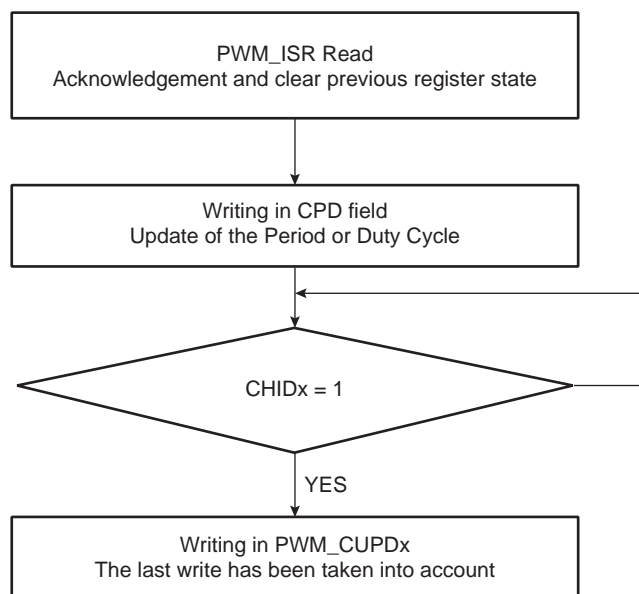 PWM_ISR Read
Acknowledgement and clear previous register state
Writing in CPD field
Update of the Period or Duty Cycle
CHIDx = 1
YES
Writing in PWM_CUPDx
The last write has been taken into account